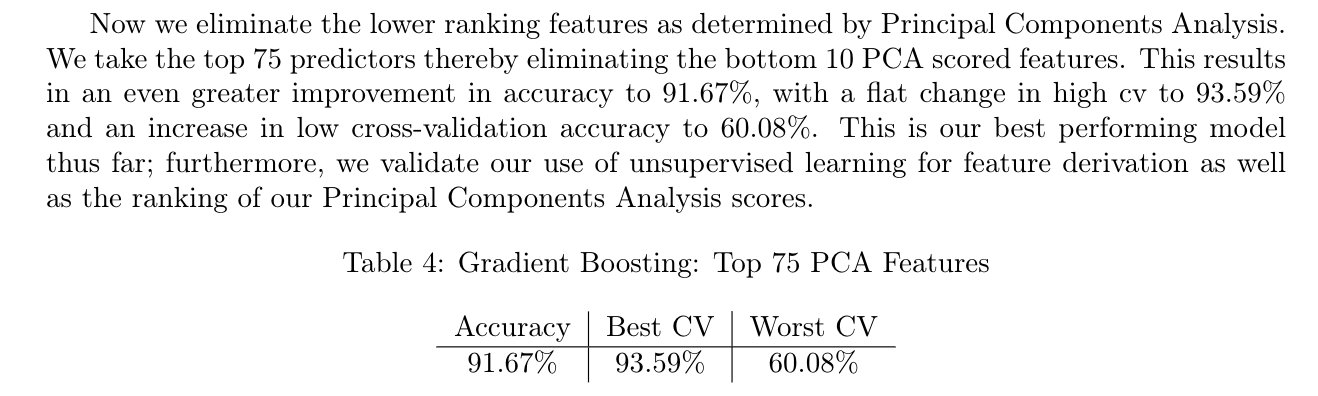 Now we eliminate the lower ranking features as determined by Principal Components Analysis.
We take the top 75 predictors thereby eliminating the bottom 10 PCA scored features. This results
in an even greater improvement in accuracy to 91.67%, with a flat change in high cv to 93.59%
and an increase in low cross-validation accuracy to 60.08%. This is our best performing model
thus far; furthermore, we validate our use of unsupervised learning for feature derivation as well
as the ranking of our Principal Components Analysis scores.
Table 4: Gradient Boosting: Top 75 PCA Features
Accuracy Best CV Worst CV
91.67% 93.59% 60.08%